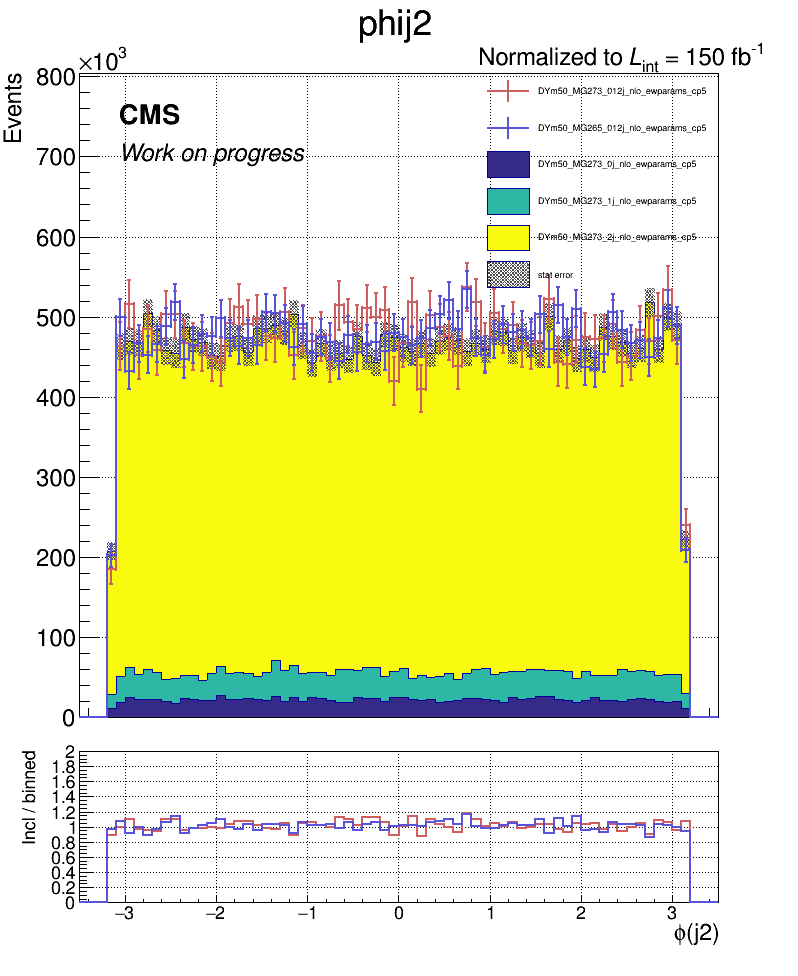 phij2
Normalized to Lint = 150 fb-1
×10³
Events
CMS
Work on progress
DYm50_MG273_012j_nlo_ewparams_cp5
DYm50_MG265_012j_nlo_ewparams_cp5
DYm50_MG273_0j_nlo_ewparams_cp5
DYm50_MG273_1j_nlo_ewparams_cp5
DYm50_MG273_2j_nlo_ewparams_cp5
stat error
800
700
600
500
400
300
200
100
0
Incl / binned
2
1.8
1.6
1.4
1.2
1
0.8
0.6
0.4
0.2
0
−3 −2 −1 0 1 2 3
ϕ(j2)